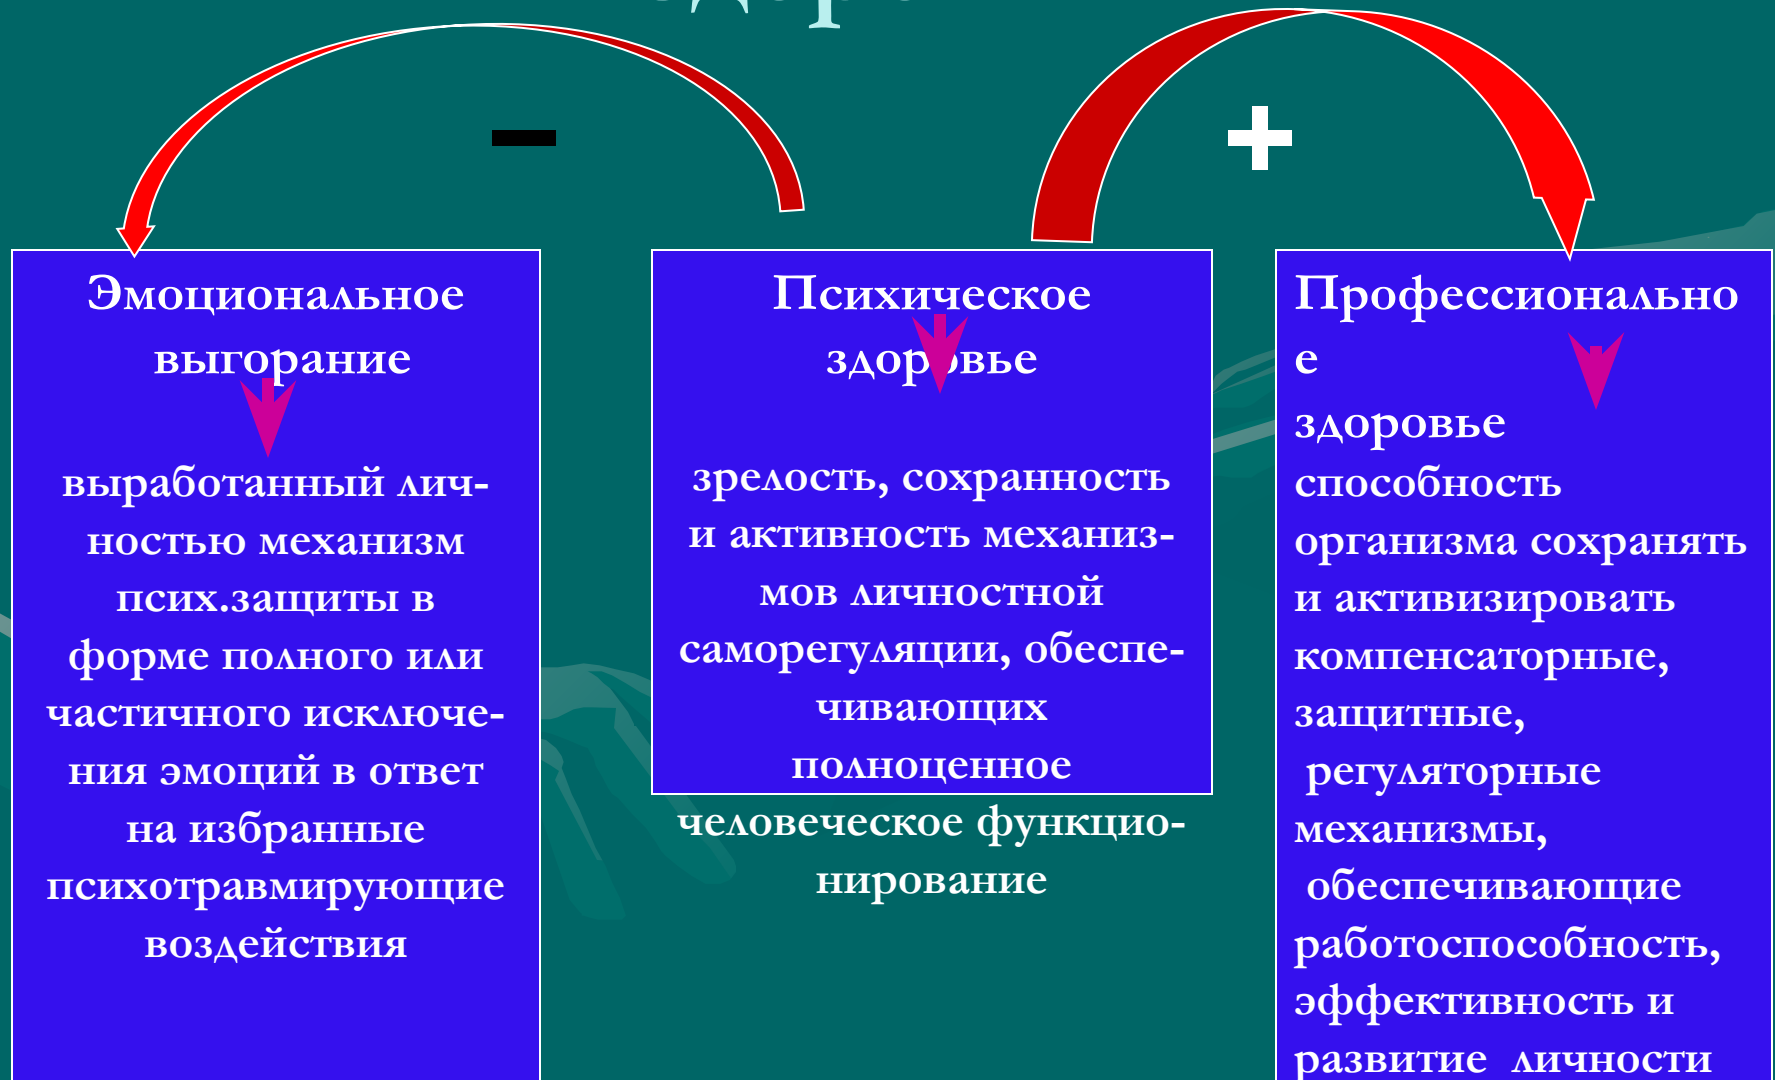 –
+
Эмоциональное
выгорание
выработанный лич-
ностью механизм
псих.защиты в
форме полного или
частичного исключе-
ния эмоций в ответ
на избранные
психотравмирующие
воздействия
Психическое
здоровье
зрелость, сохранность
и активность механиз-
мов личностной
саморегуляции, обеспе-
чивающих
полноценное
человеческое функцио-
нирование
Профессионально
е
здоровье
способность
организма сохранять
и активизировать
компенсаторные,
защитные,
регуляторные
механизмы,
обеспечивающие
работоспособность,
эффективность и
развитие личности